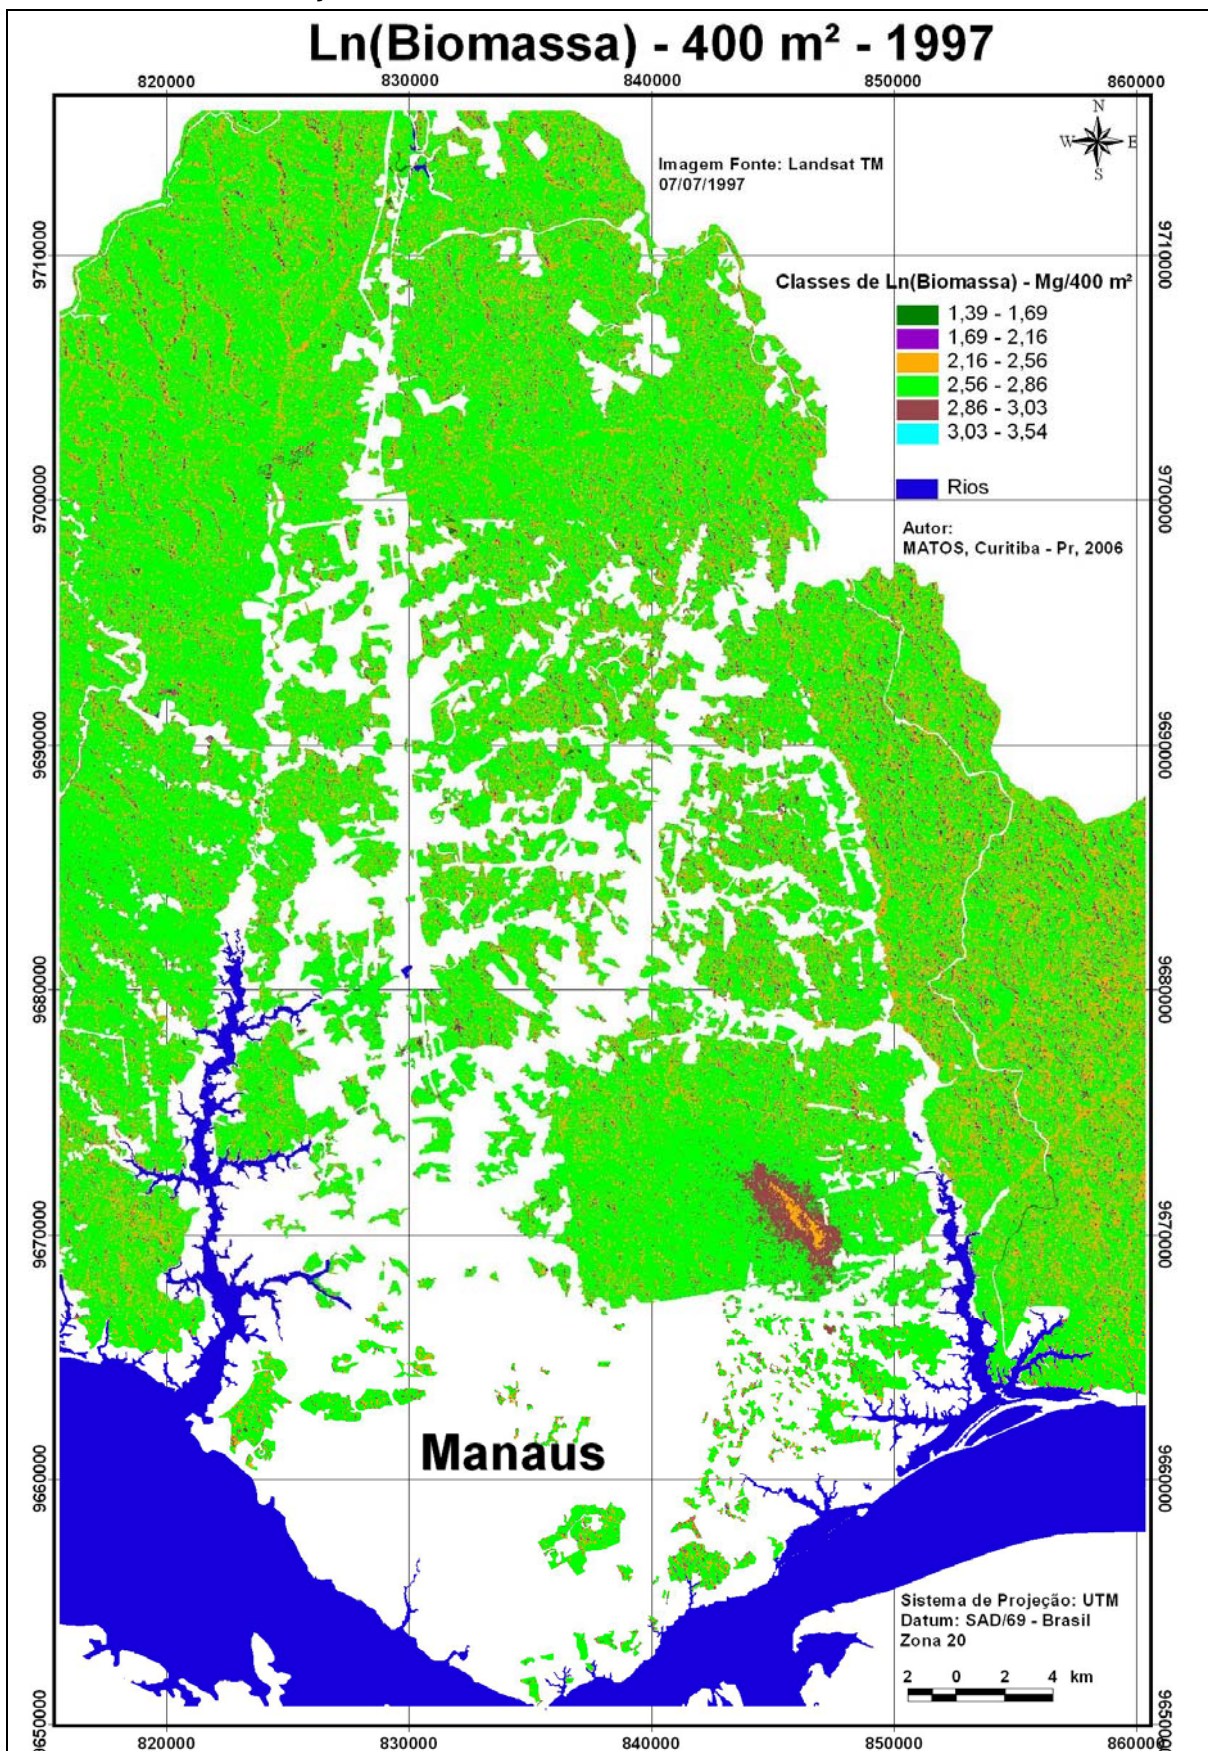 Ln(Biomassa) - 400 m² - 1997
820000 830000 840000 850000 860000
N
W E
S
Imagem Fonte: Landsat TM
07/07/1997
9710000 9710000
Classes de Ln(Biomassa) - Mg/400 m²
1,39 - 1,69
1,69 - 2,16
2,16 - 2,56
2,56 - 2,86
2,86 - 3,03
3,03 - 3,54
Rios
9700000 9700000
Autor:
MATOS, Curitiba - Pr, 2006
9690000 9690000
9680000 9680000
9670000 9670000
Manaus
9660000 9660000
Sistema de Projeção: UTM
Datum: SAD/69 - Brasil
Zona 20
2 0 2 4 km
9650000 9650000
820000 830000 840000 850000 860000